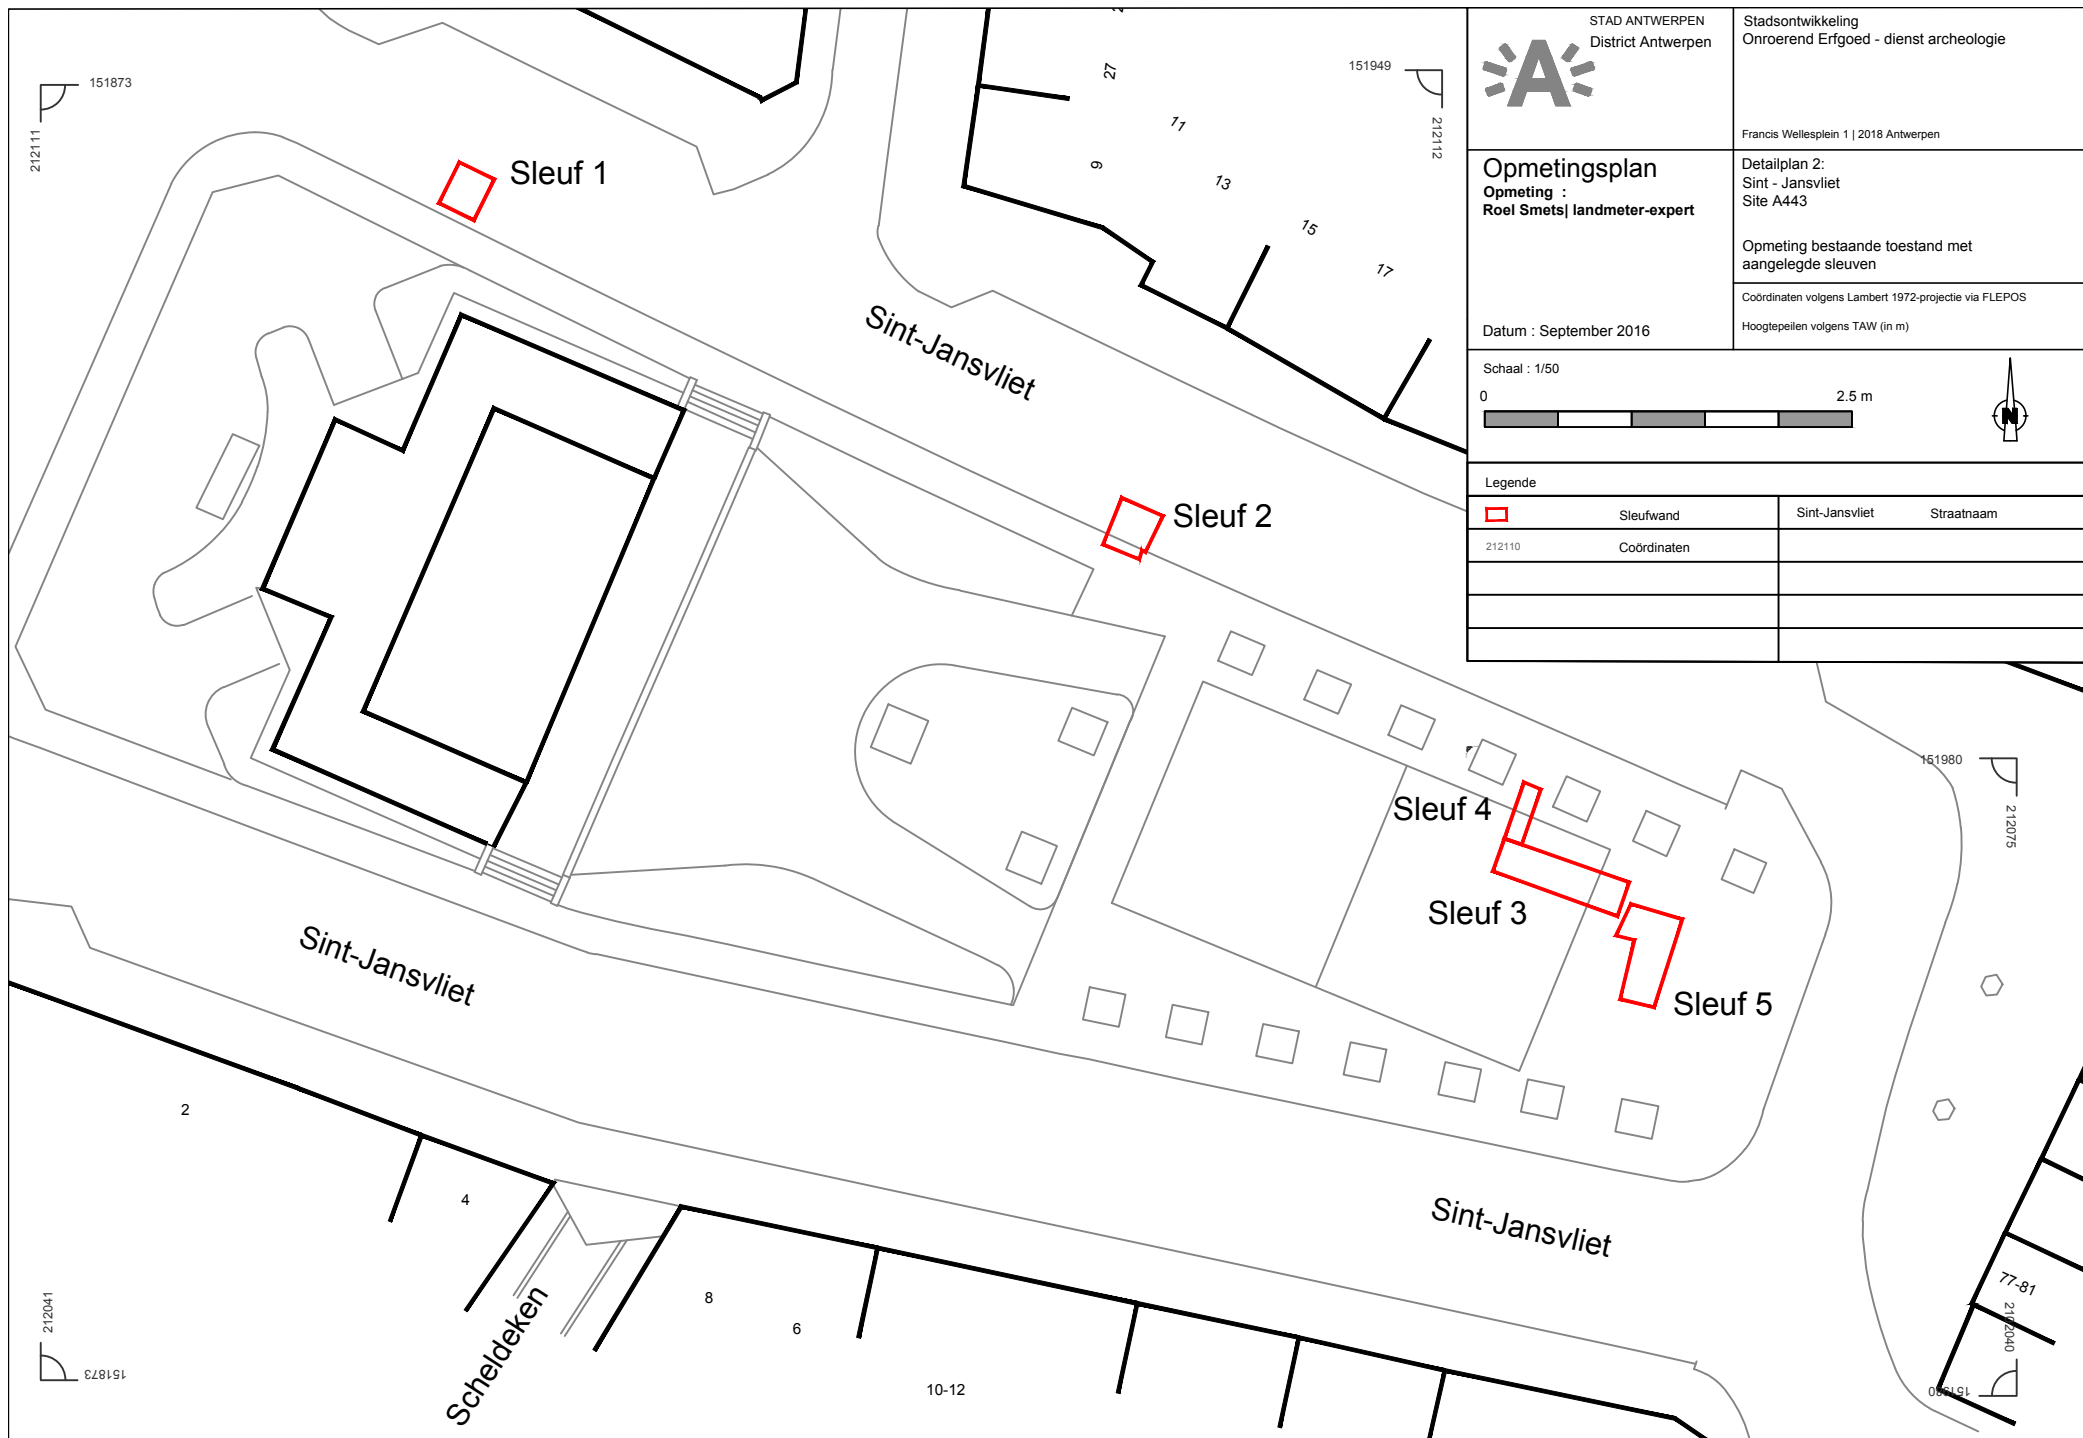 STAD ANTWERPEN
District Antwerpen
Stadsontwikkeling
Onroerend Erfgoed - dienst archeologie
Francis Wellesplein 1 | 2018 Antwerpen
Opmetingsplan
Opmeting :
Roel Smets| landmeter-expert
Datum : September 2016
Detailplan 2:
Sint - Jansvliet
Site A443
Opmeting bestaande toestand met
aangelegde sleuven
Coördinaten volgens Lambert 1972-projectie via FLEPOS
Hoogtepeilen volgens TAW (in m)
Schaal : 1/50
0
2.5 m
N
Legende
Sleufwand
Sint-Jansvliet
Straatnaam
212110
Coördinaten
151873
212111
151949
212112
27
11
9
13
15
17
Sleuf 1
Sint-Jansvliet
Sleuf 2
151980
212075
Sleuf 4
Sleuf 3
Sleuf 5
Sint-Jansvliet
Sint-Jansvliet
2
4
8
6
10-12
77-81
Scheldeken
212041
151873